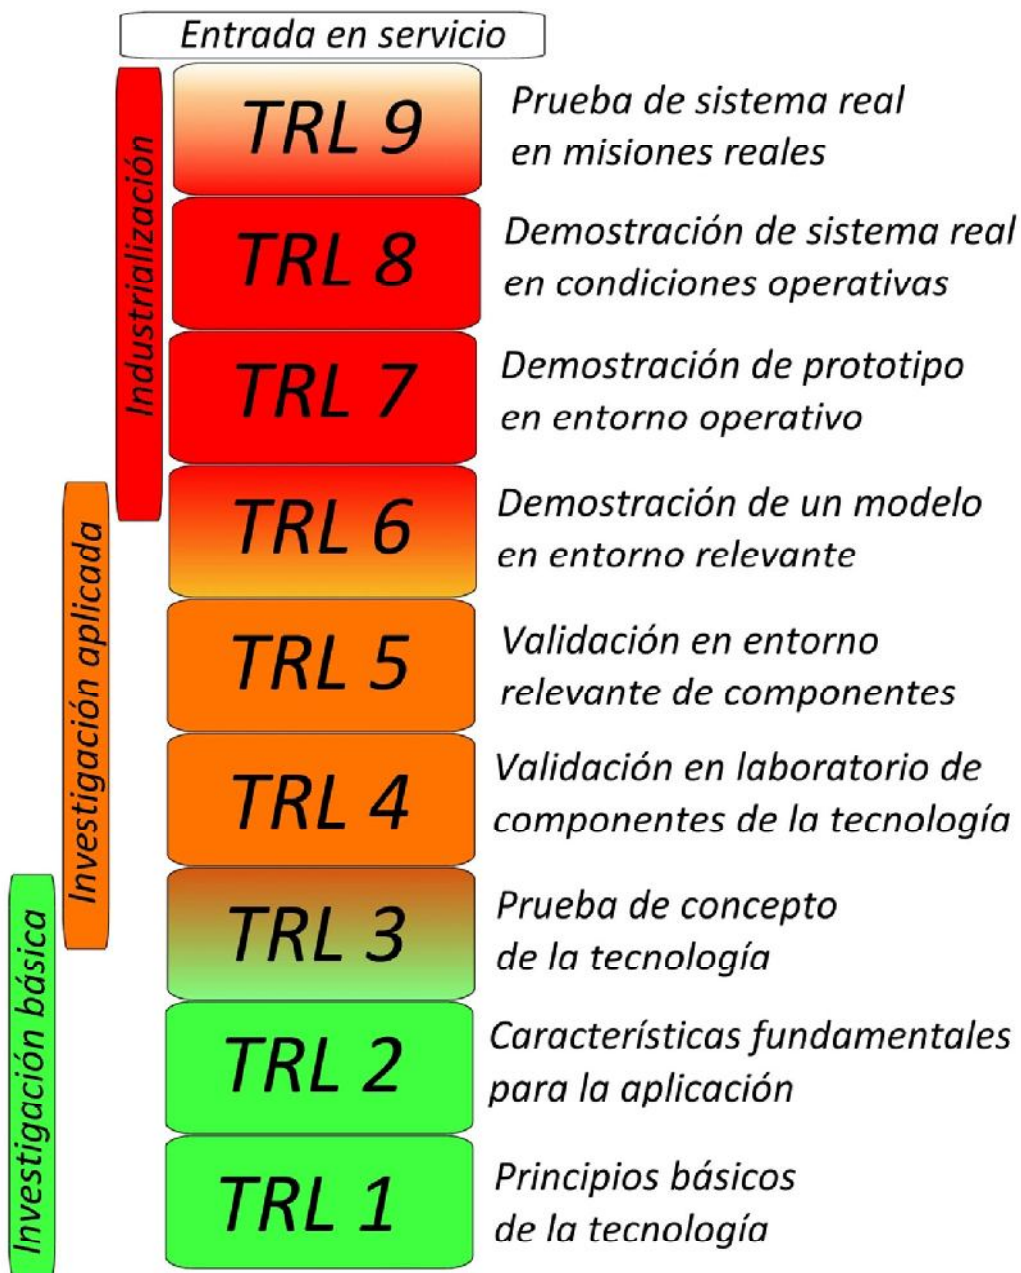 Entrada en servicio
Industrialización
TRL 9
Prueba de sistema real
en misiones reales
TRL 8
Demostración de sistema real
en condiciones operativas
TRL 7
Demostración de prototipo
en entorno operativo
Investigación aplicada
TRL 6
Demostración de un modelo
en entorno relevante
TRL 5
Validación en entorno
relevante de componentes
TRL 4
Validación en laboratorio de
componentes de la tecnología
Investigación básica
TRL 3
Prueba de concepto
de la tecnología
TRL 2
Característícas fundamentales
para la aplicación
TRL 1
Principios básicos
de la tecnología